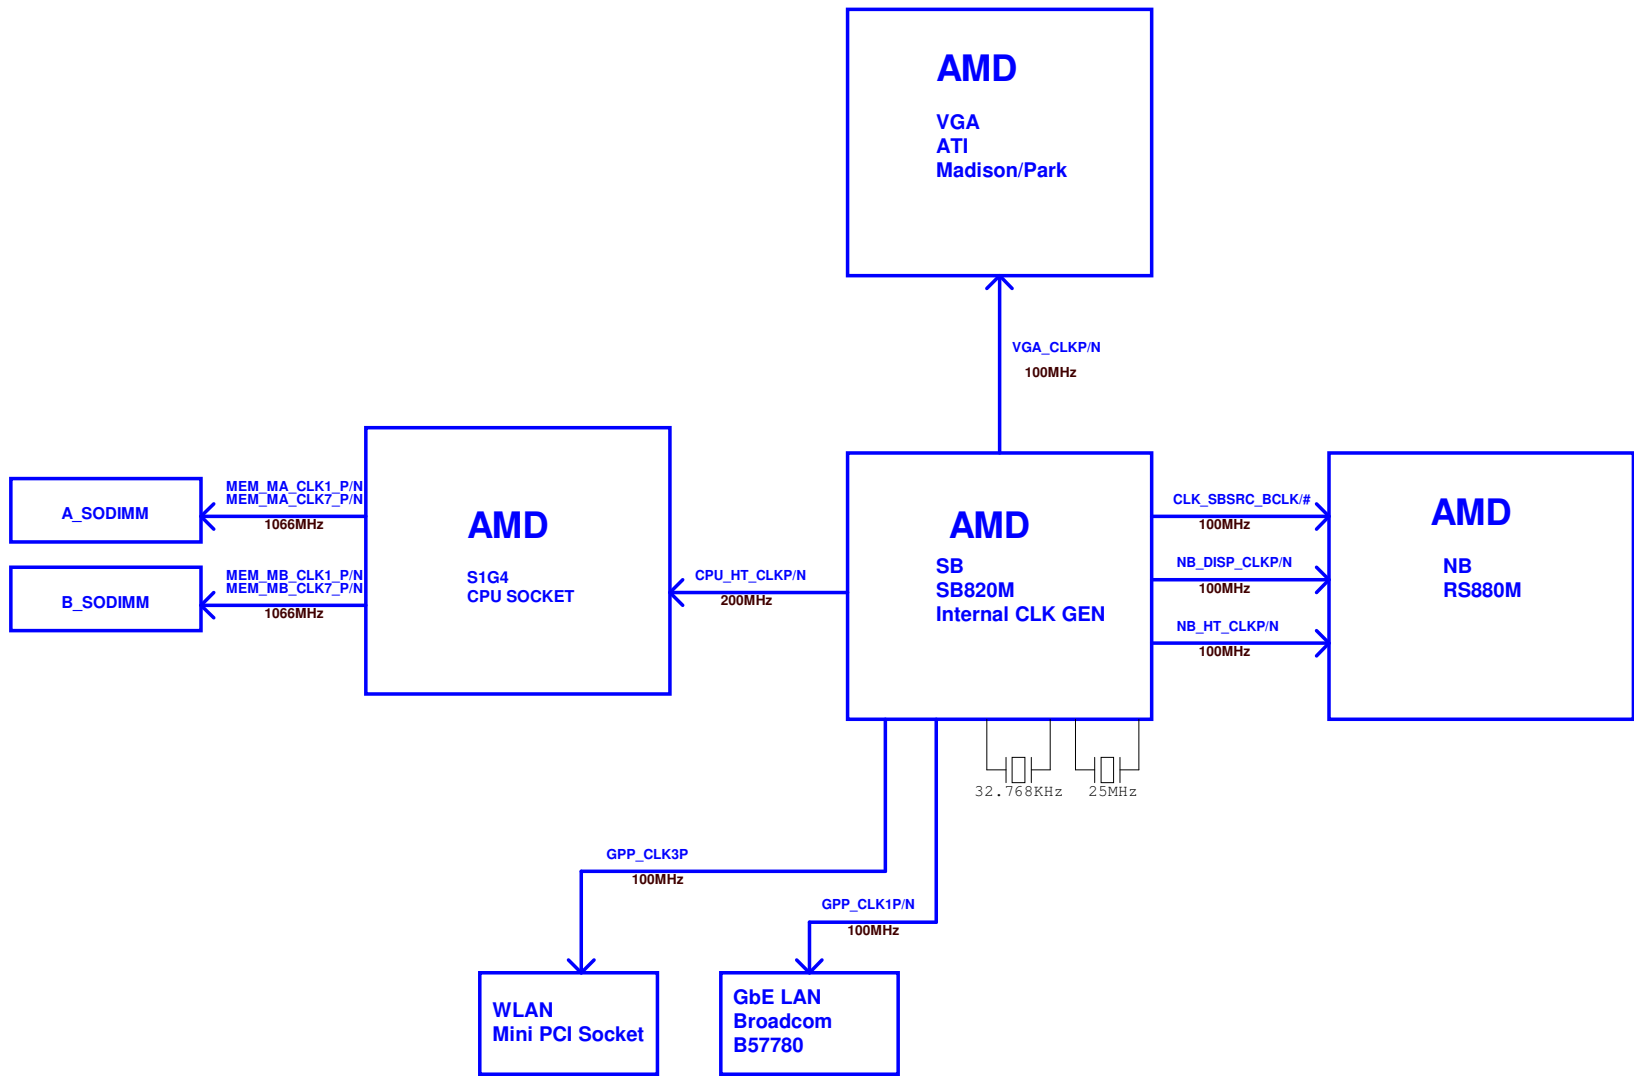 AMD
VGA
ATI
Madison/Park
VGA_CLKP/N
100MHz
A_SODIMM
MEM_MA_CLK1_P/N
MEM_MA_CLK7_P/N
1066MHz
B_SODIMM
MEM_MB_CLK1_P/N
MEM_MB_CLK7_P/N
1066MHz
AMD
S1G4
CPU SOCKET
CPU_HT_CLKP/N
200MHz
AMD
SB
SB820M
Internal CLK GEN
CLK_SBSRC_BCLK/#
100MHz
NB_DISP_CLKP/N
100MHz
NB_HT_CLKP/N
100MHz
AMD
NB
RS880M
32.768KHz
25MHz
GPP_CLK3P
100MHz
GPP_CLK1P/N
100MHz
WLAN
Mini PCI Socket
GbE LAN
Broadcom
B57780